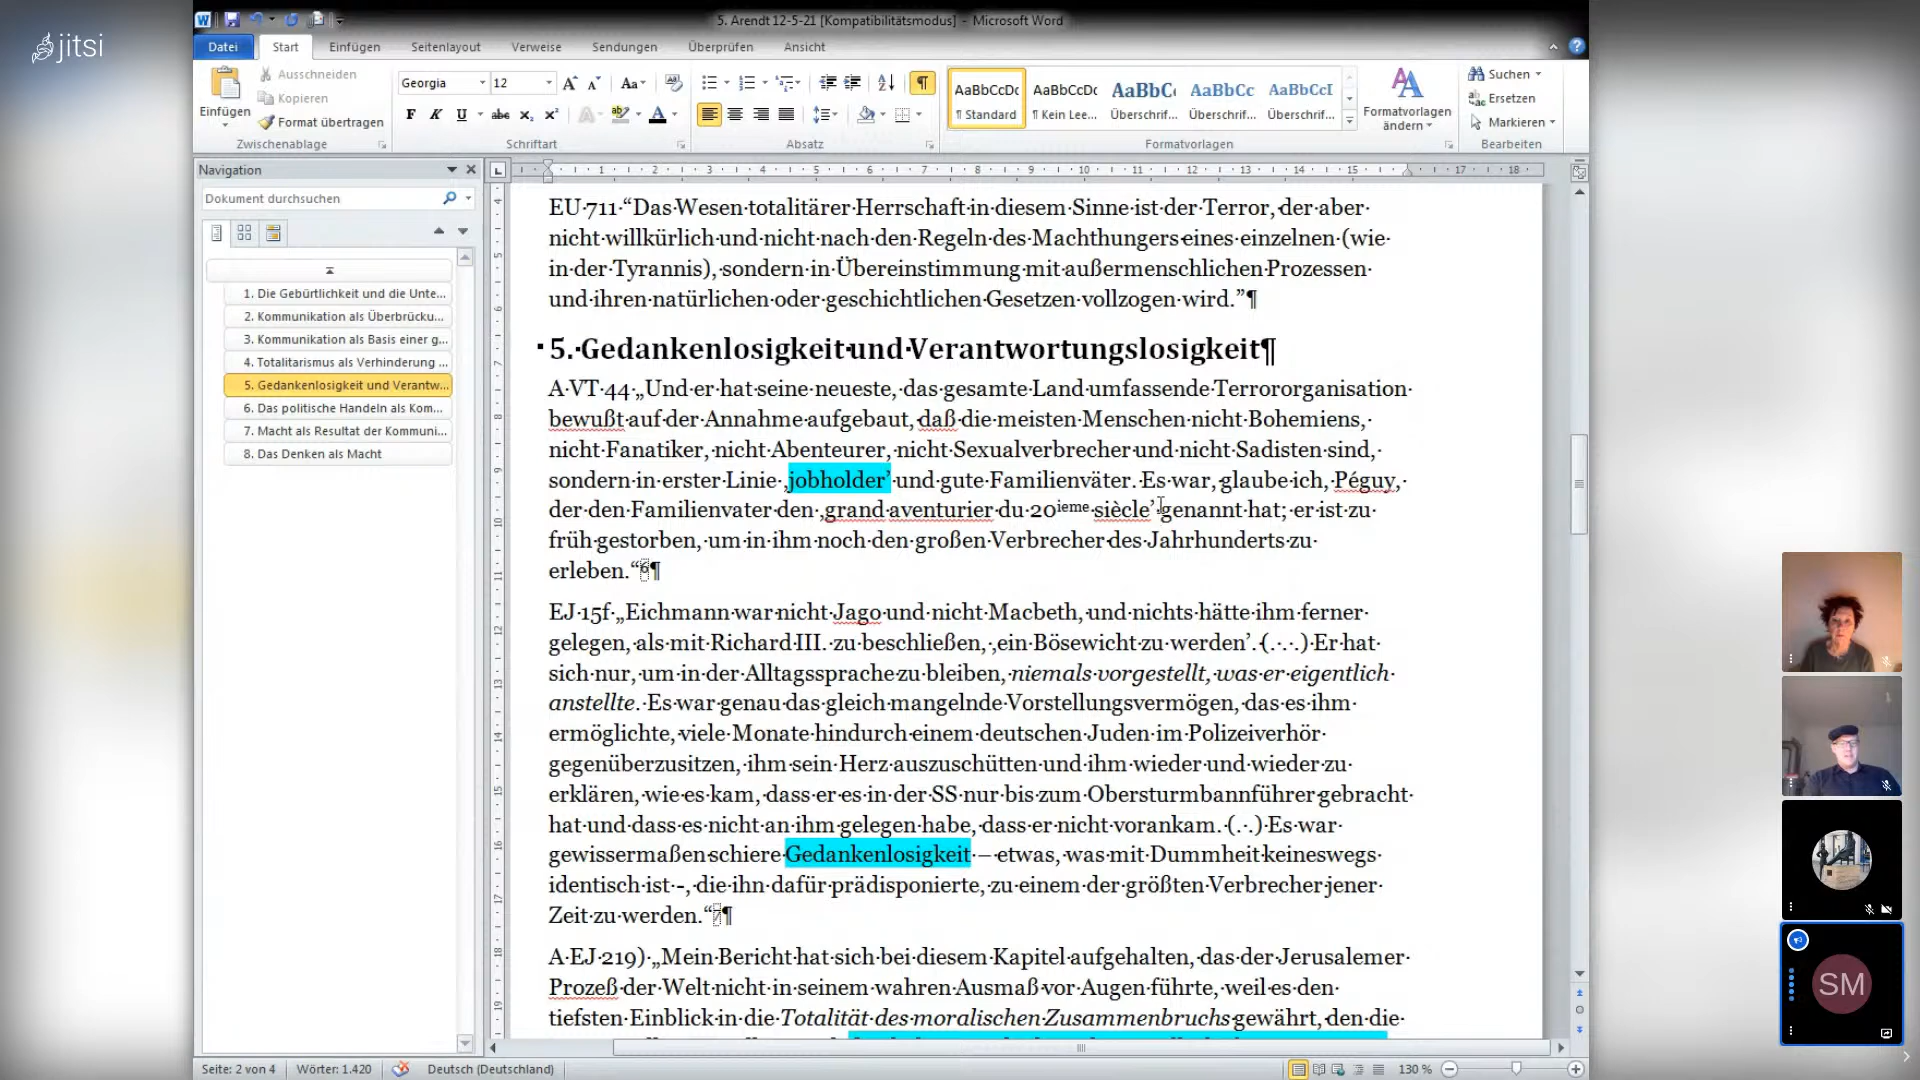 jitsi
5. Arendt 12-5-21 [Kompatibilitätsmodus] - Microsoft Word
Datei Start Einfügen Seitenlayout Verweise Sendungen Überprüfen Ansicht
Einfügen
Ausschneiden
Kopieren
Format übertragen
Zwischenablage
Georgia 12
Schriftart
Absatz
AaBbCcDc AaBbCcDc AaBbC AaBbCc AaBbCcI
¶ Standard ¶ Kein Lee... Überschrif... Überschrif... Überschrif...
Formatvorlagen
Formatvorlagen ändern
Suchen
Ersetzen
Markieren
Bearbeiten
Navigation
Dokument durchsuchen
1. Die Gebürtlichkeit und die Unte...
2. Kommunikation als Überbrücku...
3. Kommunikation als Basis einer g...
4. Totalitarismus als Verhinderung ...
5. Gedankenlosigkeit und Verantw...
6. Das politische Handeln als Kom...
7. Macht als Resultat der Kommuni...
8. Das Denken als Macht
EU 711 “Das Wesen totalitärer Herrschaft in diesem Sinne ist der Terror, der aber
nicht willkürlich und nicht nach den Regeln des Machthungers eines einzelnen (wie
in der Tyrannis), sondern in Übereinstimmung mit außermenschlichen Prozessen
und ihren natürlichen oder geschichtlichen Gesetzen vollzogen wird.”¶
5. Gedankenlosigkeit und Verantwortungslosigkeit¶
A VT 44 „Und er hat seine neueste, das gesamte Land umfassende Terrororganisation
bewußt auf der Annahme aufgebaut, daß die meisten Menschen nicht Bohemiens,
nicht Fanatiker, nicht Abenteurer, nicht Sexualverbrecher und nicht Sadisten sind,
sondern in erster Linie ‚jobholder’ und gute Familienväter. Es war, glaube ich, Péguy,
der den Familienvater den ‚grand aventurier du 20ieme siècle’ genannt hat; er ist zu
früh gestorben, um in ihm noch den großen Verbrecher des Jahrhunderts zu
erleben.“6¶
EJ 15f „Eichmann war nicht Jago und nicht Macbeth, und nichts hätte ihm ferner
gelegen, als mit Richard III. zu beschließen, ‚ein Bösewicht zu werden’. (. . .) Er hat
sich nur, um in der Alltagssprache zu bleiben, niemals vorgestellt, was er eigentlich
anstellte. Es war genau das gleich mangelnde Vorstellungsvermögen, das es ihm
ermöglichte, viele Monate hindurch einem deutschen Juden im Polizeiverhör
gegenüberzusitzen, ihm sein Herz auszuschütten und ihm wieder und wieder zu
erklären, wie es kam, dass er es in der SS nur bis zum Obersturmbannführer gebracht
hat und dass es nicht an ihm gelegen habe, dass er nicht vorankam. (. .) Es war
gewissermaßen schiere Gedankenlosigkeit – etwas, was mit Dummheit keineswegs
identisch ist -, die ihn dafür prädisponierte, zu einem der größten Verbrecher jener
Zeit zu werden.“7¶
A EJ 219) „Mein Bericht hat sich bei diesem Kapitel aufgehalten, das der Jerusalemer
Prozeß der Welt nicht in seinem wahren Ausmaß vor Augen führte, weil es den
tiefsten Einblick in die Totalität des moralischen Zusammenbruchs gewährt, den die
SM
Seite: 2 von 4 Wörter: 1.420 Deutsch (Deutschland) 130 %